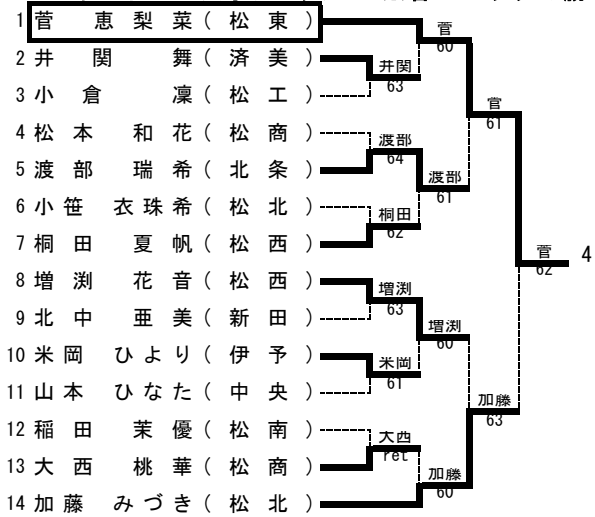 1 菅 恵 梨 菜 ( 松 東 )
2 井 関 舞 ( 済 美 )
3 小 倉 凜 ( 松 工 )
4 松 本 和 花 ( 松 商 )
5 渡 部 瑞 希 ( 北 条 )
6 小 笹 衣 珠 希 ( 松 北 )
7 桐 田 夏 帆 ( 松 西 )
8 増 渕 花 音 ( 松 西 )
9 北 中 亜 美 ( 新 田 )
10 米 岡 ひ よ り ( 伊 予 )
11 山 本 ひ な た ( 中 央 )
12 稲 田 茉 優 ( 松 南 )
13 大 西 桃 華 ( 松 商 )
14 加 藤 み づ き ( 松 北 )
井関
63
渡部
64
桐田
62
増渕
63
米岡
61
大西
ret
菅
60
渡部
61
増渕
60
加藤
60
菅
61
加藤
63
菅
62
4